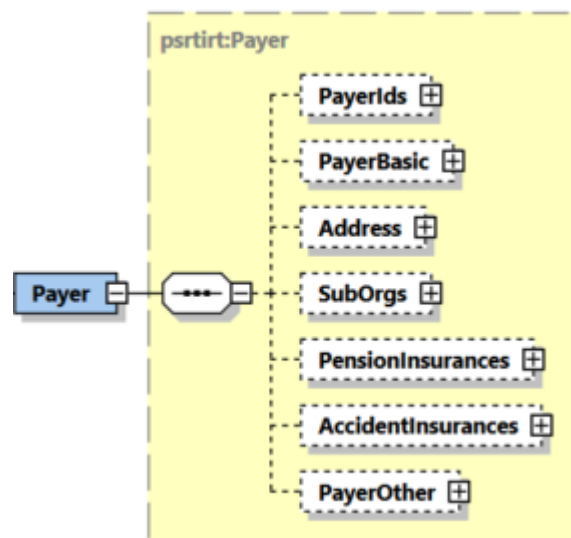 psrtirt:Payer
PayerIds
PayerBasic
Address
Payer
SubOrgs
PensionInsurances
AccidentInsurances
PayerOther